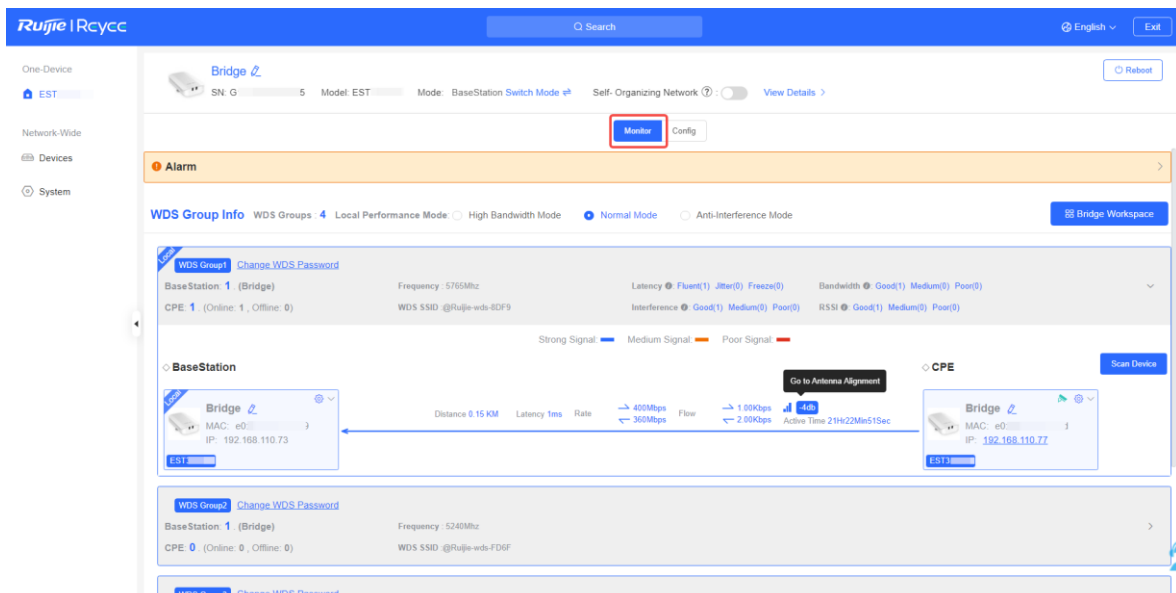 Ruijie | Rcycc
Search
English
Exit
One-Device
EST
Network-Wide
Devices
System
Bridge
Reboot
SN: G 5 Model: EST Mode: BaseStation Switch Mode Self- Organizing Network ? : View Details >
Monitor Config
Alarm
WDS Group Info WDS Groups : 4 Local Performance Mode: High Bandwidth Mode Normal Mode Anti-Interference Mode
Bridge Workspace
Local
WDS Group1 Change WDS Password
BaseStation: 1 . (Bridge) Frequency : 5765Mhz Latency : Fluent(1) Jitter(0) Freeze(0) Bandwidth : Good(1) Medium(0) Poor(0)
CPE: 1 . (Online: 1 , Offline: 0) WDS SSID :@Ruijie-wds-8DF9 Interference : Good(1) Medium(0) Poor(0) RSSI : Good(1) Medium(0) Poor(0)
Strong Signal: Medium Signal: Poor Signal:
BaseStation
CPE
Scan Device
Go to Antenna Alignment
Local
Bridge
MAC: e0: 9
IP: 192.168.110.73
EST3
Distance 0.15 KM Latency 1ms Rate 400Mbps 360Mbps Flow 1.00Kbps 2.00Kbps -4db
Active Time 21Hr22Min51Sec
Bridge
MAC: e0: 3
IP: 192.168.110.77
EST3
WDS Group2 Change WDS Password
BaseStation: 1 . (Bridge) Frequency : 5240Mhz
CPE: 0 . (Online: 0 , Offline: 0) WDS SSID :@Ruijie-wds-FD6F
Change WDS Password